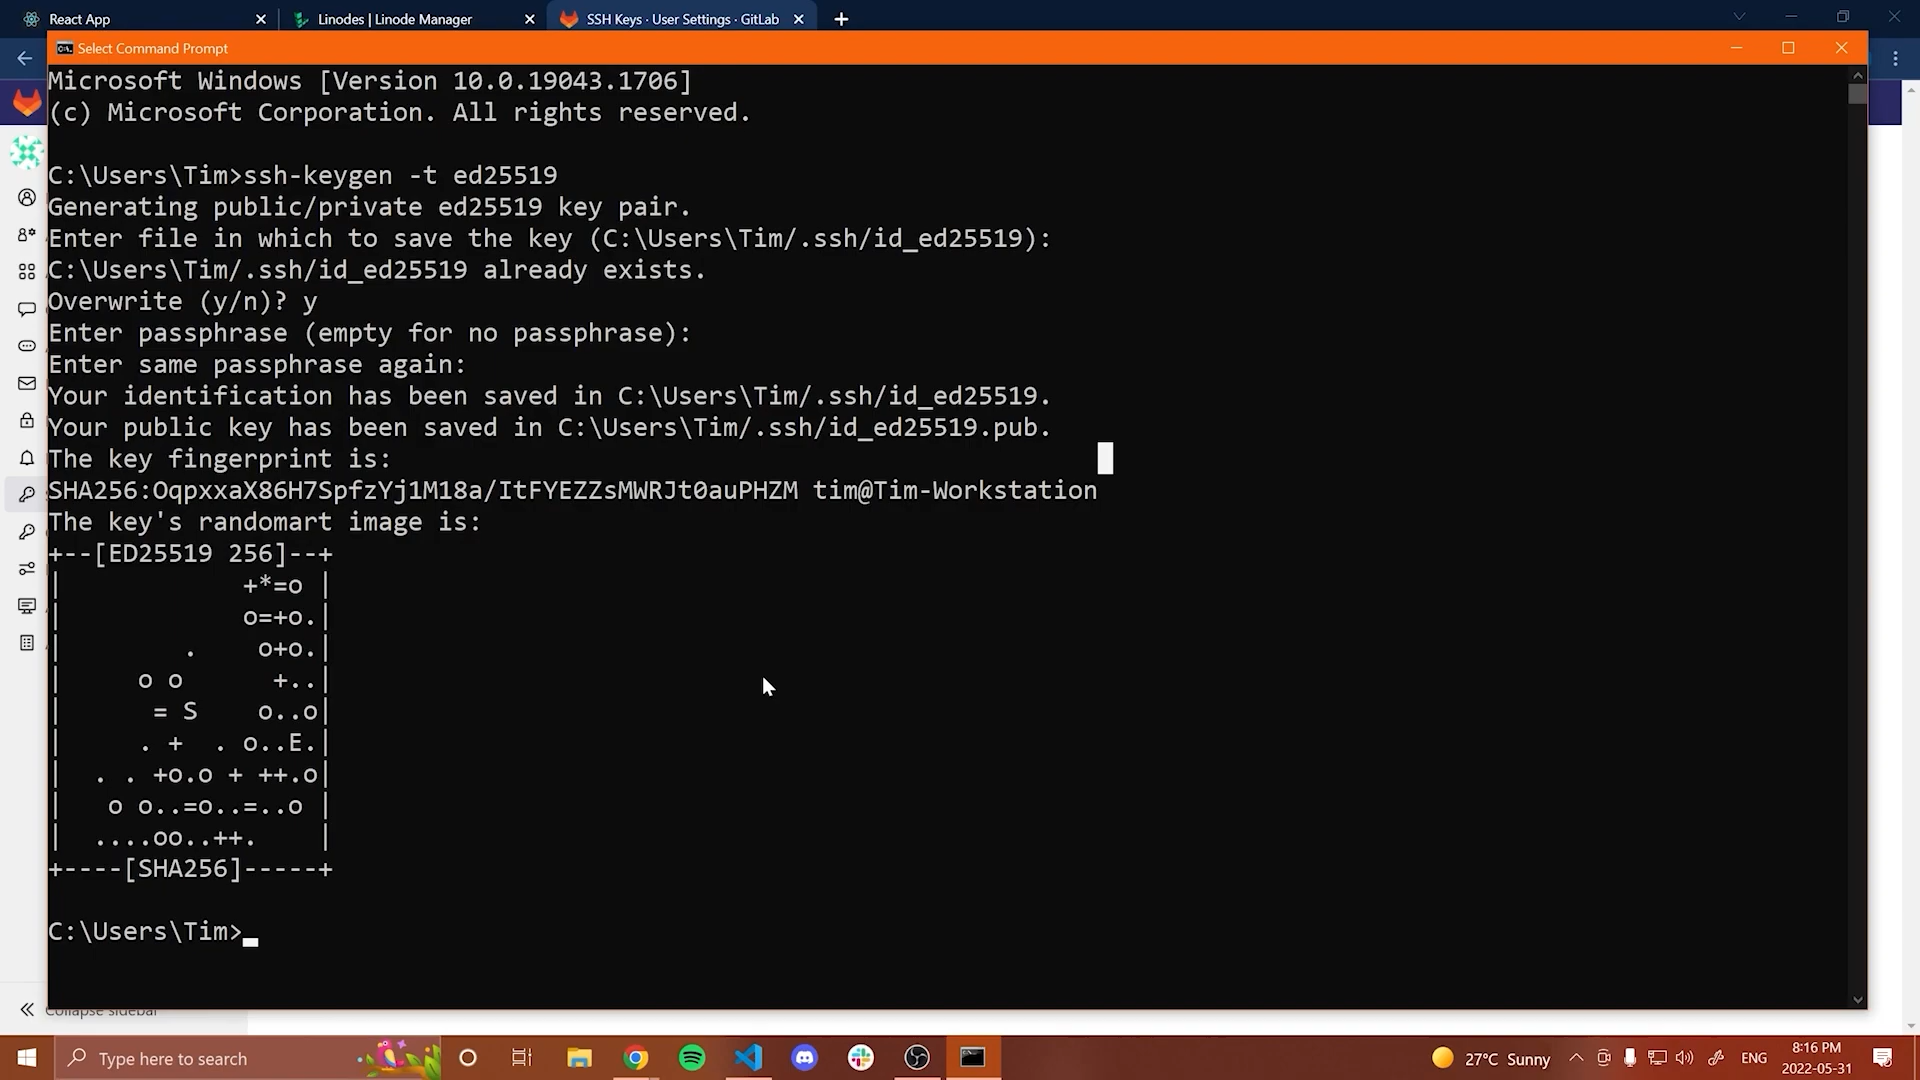 React App
Linodes | Linode Manager
SSH Keys · User Settings · GitLab
Select Command Prompt
Microsoft Windows [Version 10.0.19043.1706]
(c) Microsoft Corporation. All rights reserved.
C:\Users\Tim>ssh-keygen -t ed25519
Generating public/private ed25519 key pair.
Enter file in which to save the key (C:\Users\Tim/.ssh/id_ed25519):
C:\Users\Tim/.ssh/id_ed25519 already exists.
Overwrite (y/n)? y
Enter passphrase (empty for no passphrase):
Enter same passphrase again:
Your identification has been saved in C:\Users\Tim/.ssh/id_ed25519.
Your public key has been saved in C:\Users\Tim/.ssh/id_ed25519.pub.
The key fingerprint is:
SHA256:OqpxxaX86H7SpfzYj1M18a/ItFYEZZsMWRJt0auPHZM tim@Tim-Workstation
The key's randomart image is:
+--[ED25519 256]--+
|            +*=o |
|            o=+o.|
|        .    o+o.|
|     o o      +..|
|      = S    o..o|
|     . +  . o..E.|
|  . . +o.o + ++.o|
|   o o..=o..=..o |
|  ....oo..++.    |
+----[SHA256]-----+
C:\Users\Tim>
Collapse sidebar
Type here to search
27°C Sunny
ENG
8:16 PM
2022-05-31